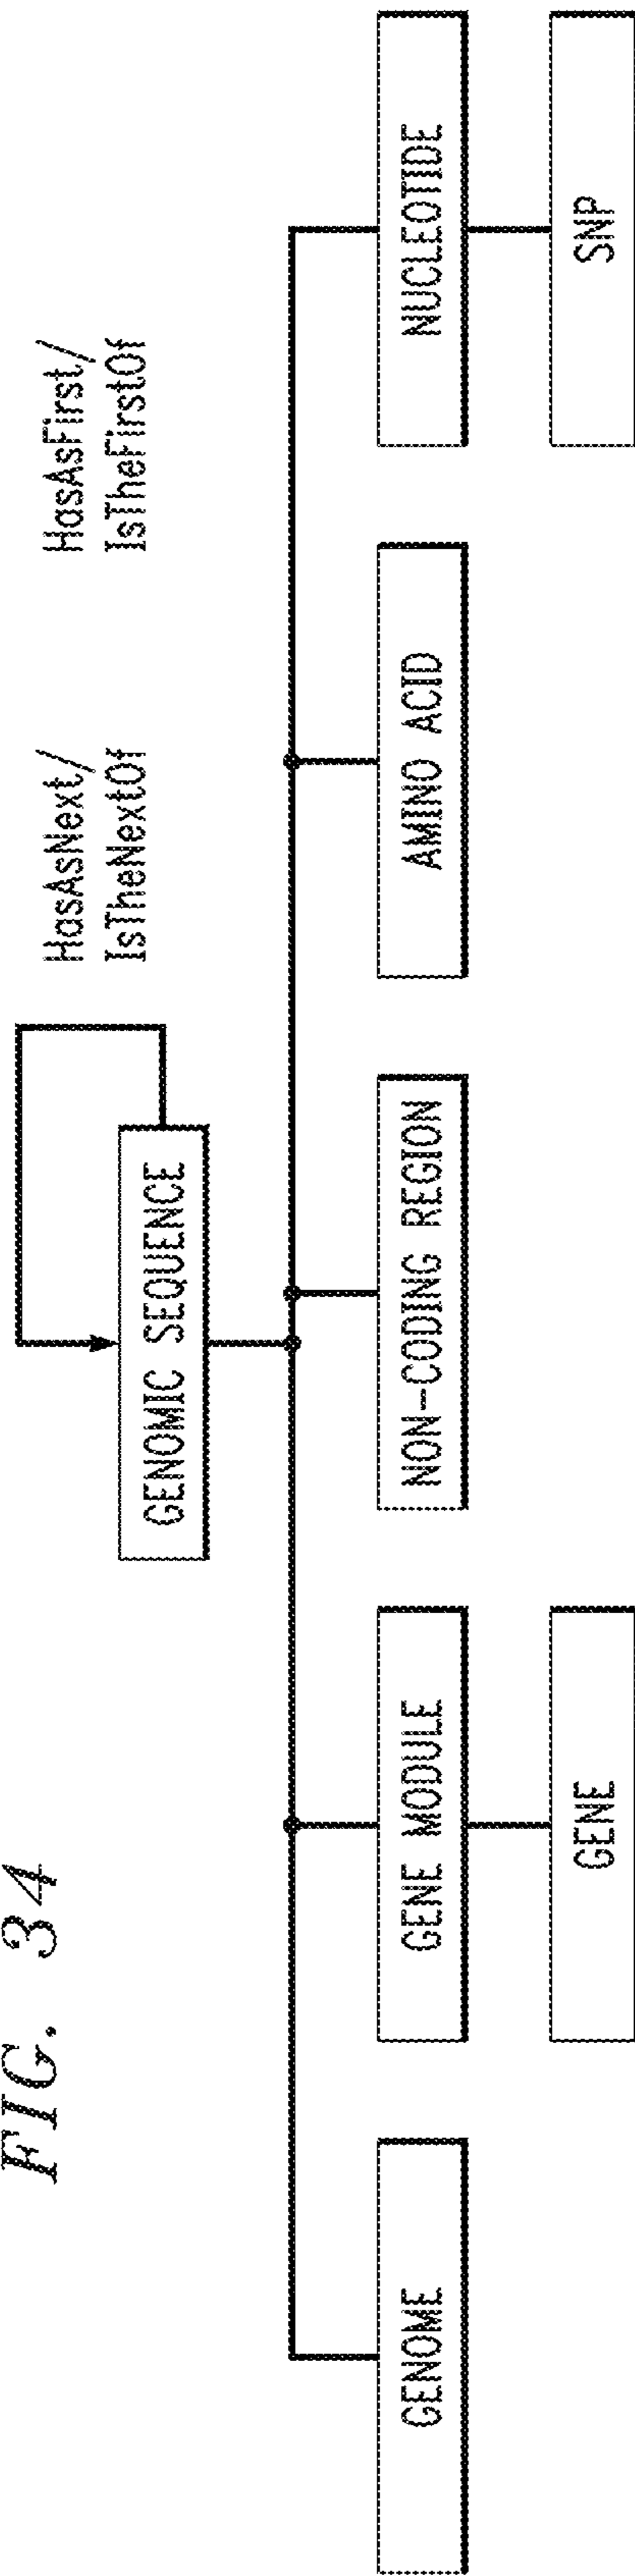 FIG. 34
HasAsNext/
IsTheNextOf
HasAsFirst/
IsTheFirstOf
GENOMIC SEQUENCE
GENOME
GENE MODULE
NON-CODING REGION
AMINO ACID
NUCLEOTIDE
GENE
SNP